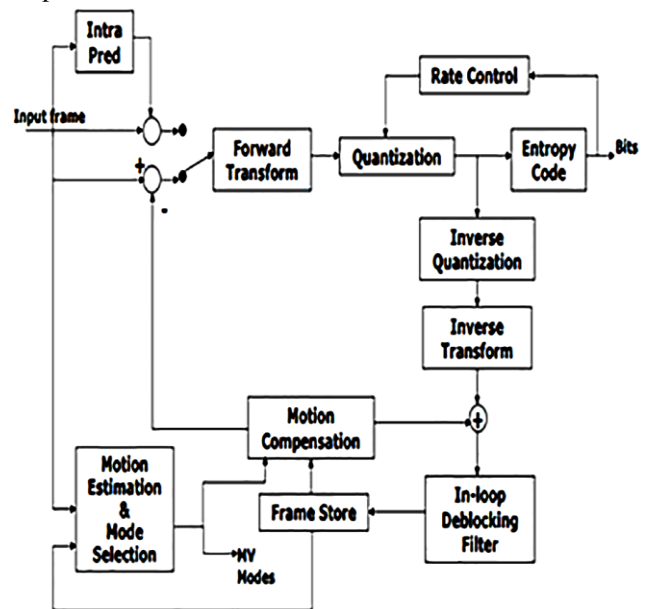 Intra
Pred
Rate Control
Input frame
+
-
Forward
Transform
Quantization
Entropy
Code
Bits
Inverse
Quantization
Inverse
Transform
Motion
Compensation
+
Motion
Estimation
&
Mode
Selection
Frame Store
In-loop
Deblocking
Filter
MV
Modes